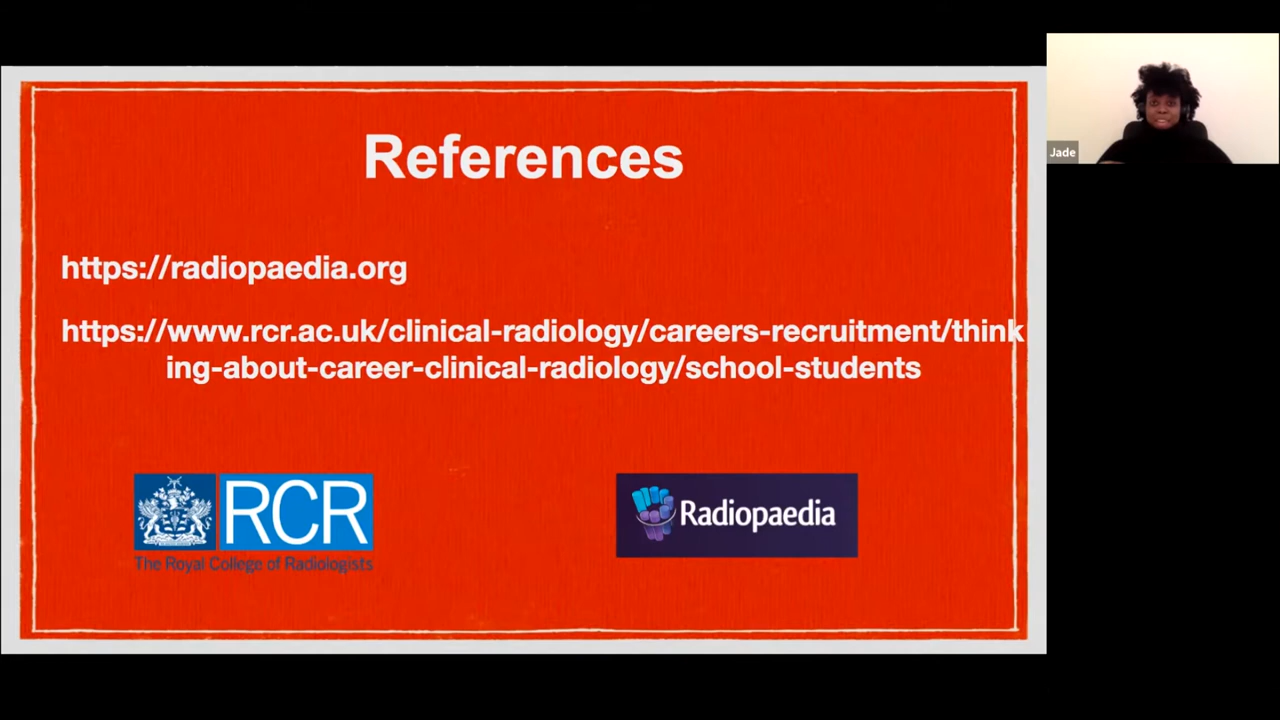 References
https://radiopaedia.org
https://www.rcr.ac.uk/clinical-radiology/careers-recruitment/think
ing-about-career-clinical-radiology/school-students
RCR
The Royal College of Radiologists
Radiopaedia
Jade